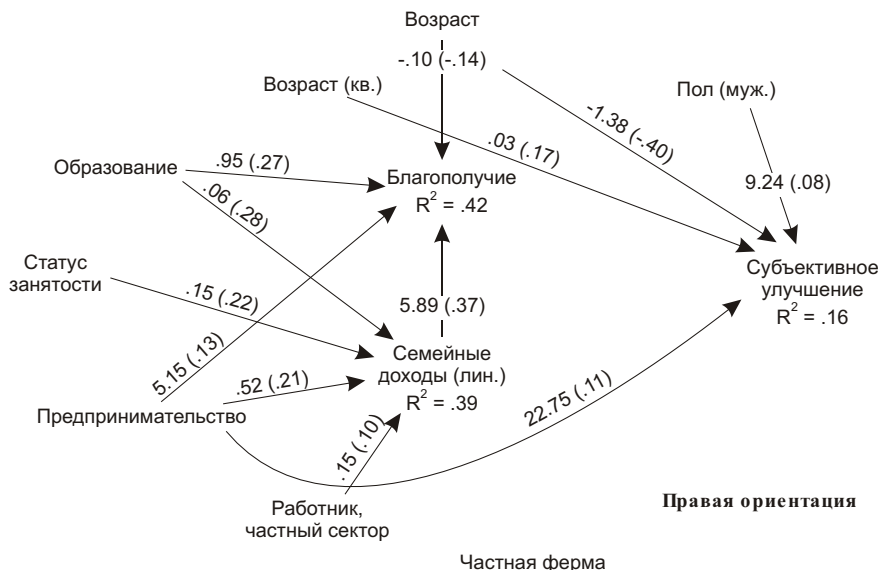 Возраст
-.10 (-.14)
Возраст (кв.)
Пол (муж.)
-1.38 (-.40)
.03 (.17)
Образование
.95 (.27)
Благополучие
R² = .42
9.24 (.08)
.06 (.28)
Статус
занятости
Субъективное
улучшение
R² = .16
.15 (.22)
5.89 (.37)
5.15 (.13)
Семейные
доходы (лин.)
R² = .39
.52 (.21)
Предпринимательство
22.75 (.11)
.15 (.10)
Работник,
частный сектор
Правая ориентация
Частная ферма